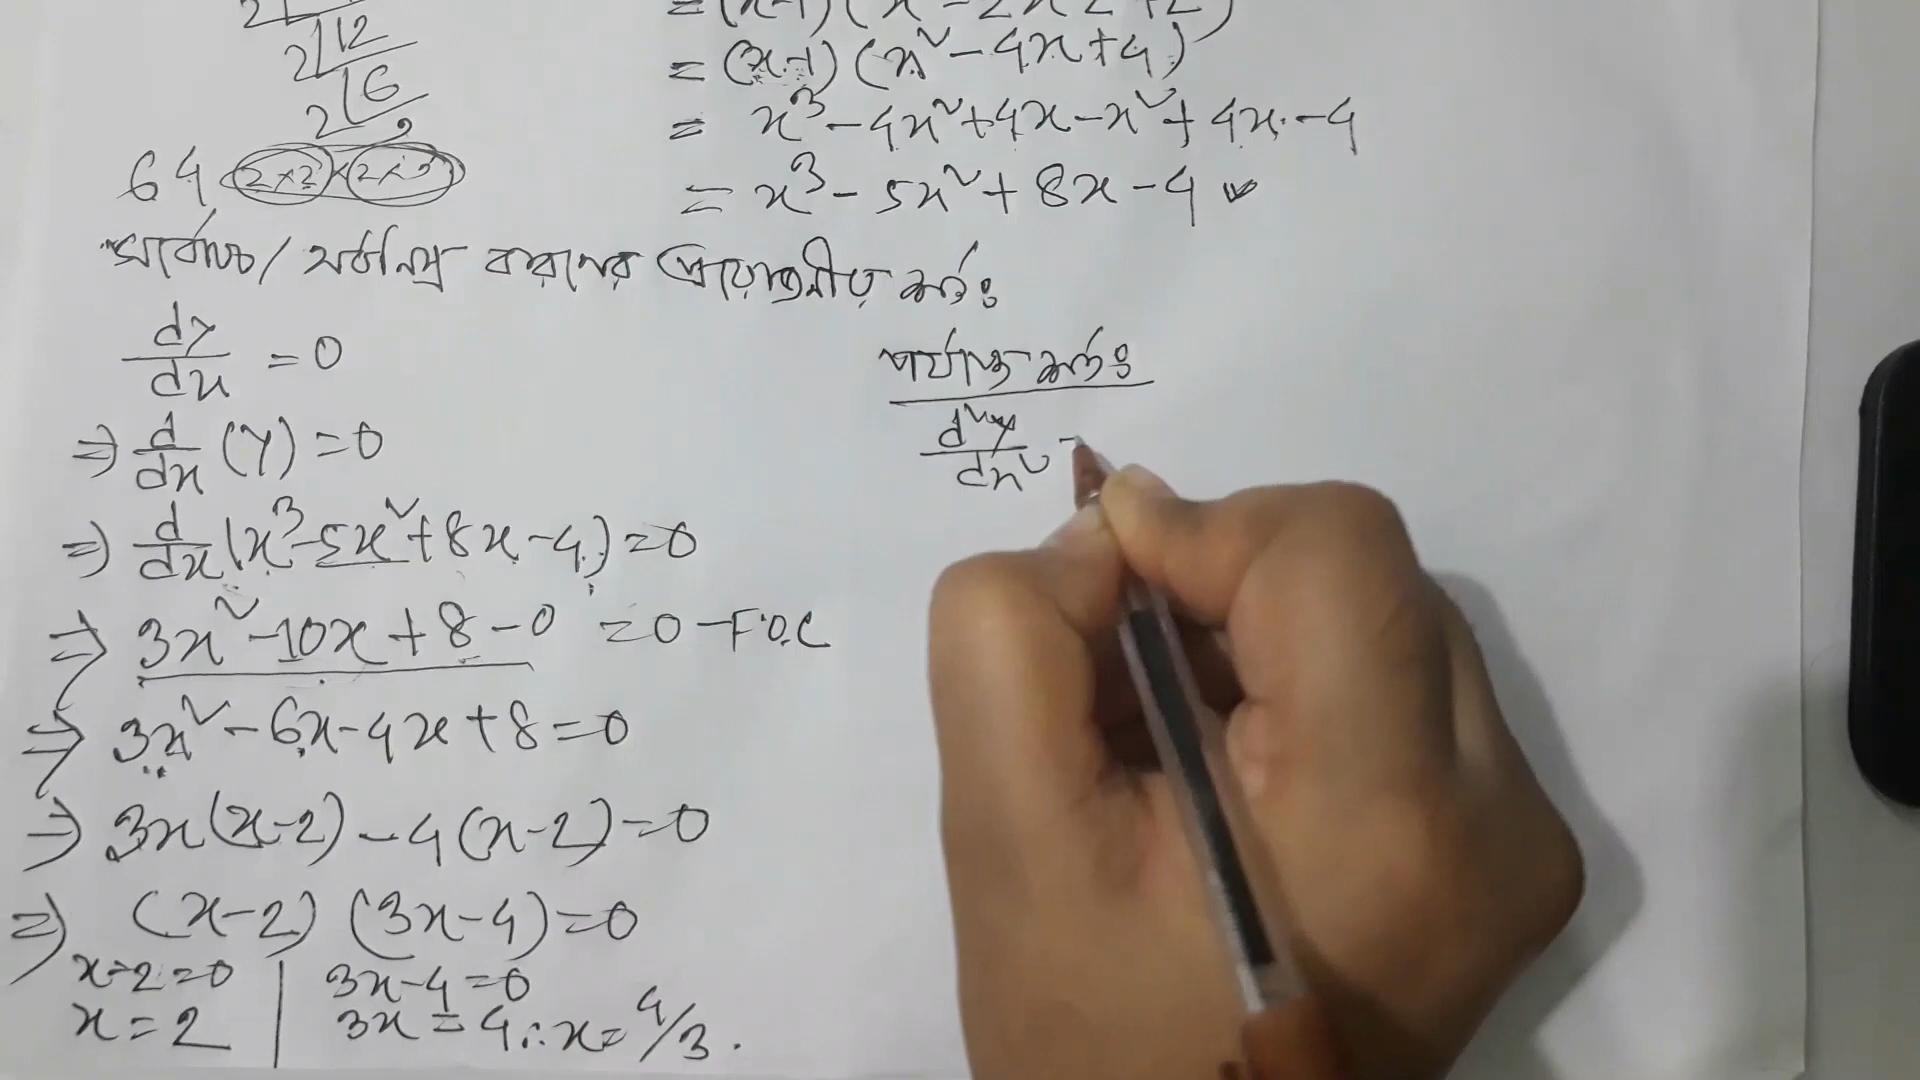 2
2|12
2|6
2
64 2×2×2×3
= (x-1) (x²-4x+4)
= x³-4x²+4x-x²+4x-4
= x³-5x²+8x-4
সর্বোচ্চ/সর্বনিম্ন করনের প্রয়োজনীয় শর্ত:
dy/dx = 0
⇒ d/dx (y) = 0
⇒ d/dx (x³-5x²+8x-4) = 0
⇒ 3x²-10x+8-0 = 0 -F.O.C
⇒ 3x²-6x-4x+8=0
⇒ 3x(x-2)-4(x-2)=0
⇒ (x-2) (3x-4)=0
x-2=0 | 3x-4=0
x=2 | 3x=4 ∴x=4/3.
পর্যাপ্ত শর্ত:
d²y/dx²